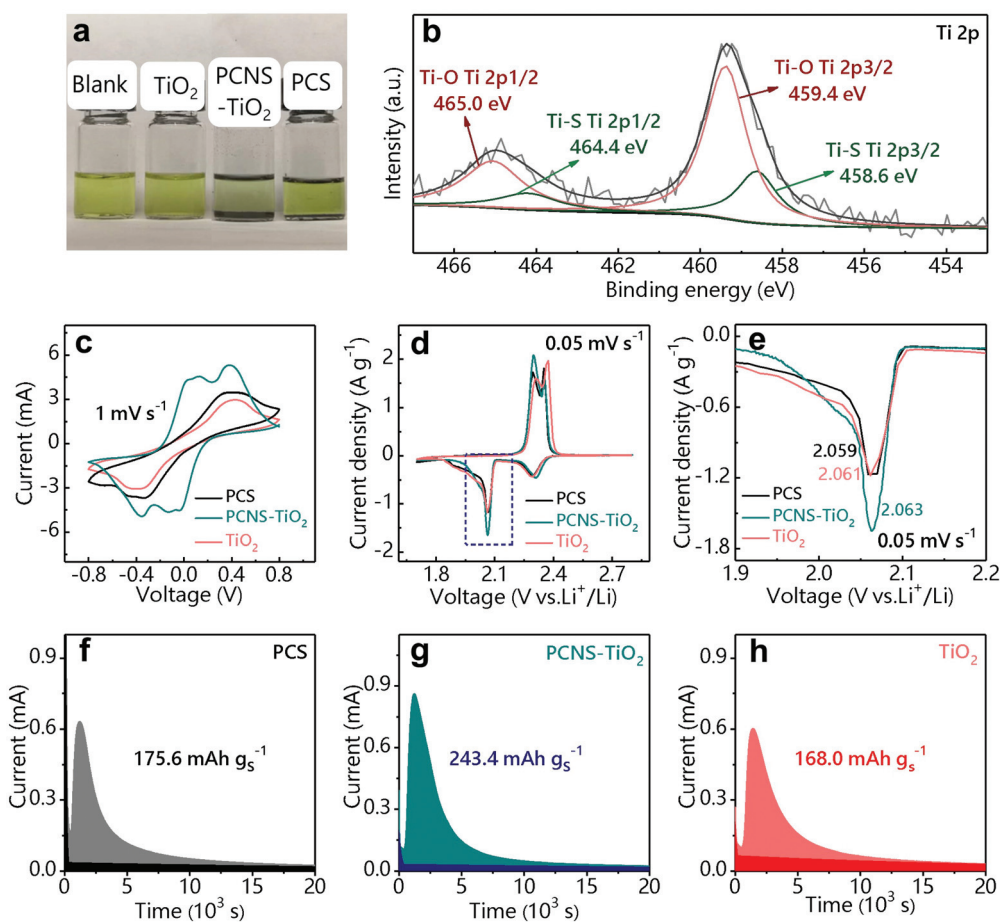 a
Blank
TiO₂
PCNS
-TiO₂
PCS
b
Ti 2p
Ti-O Ti 2p1/2
465.0 eV
Ti-S Ti 2p1/2
464.4 eV
Ti-O Ti 2p3/2
459.4 eV
Ti-S Ti 2p3/2
458.6 eV
Intensity (a.u.)
466 464 462 460 458 456 454
Binding energy (eV)
c
1 mV s⁻¹
Current (mA)
6
3
0
-3
-6
PCS
PCNS-TiO₂
TiO₂
-0.8 -0.4 0.0 0.4 0.8
Voltage (V)
d
0.05 mV s⁻¹
Current density (A g⁻¹)
2
1
0
-1
-2
PCS
PCNS-TiO₂
TiO₂
1.8 2.1 2.4 2.7
Voltage (V vs.Li⁺/Li)
e
Current density (A g⁻¹)
0.0
-0.6
-1.2
-1.8
2.059
2.061
2.063
PCS
PCNS-TiO₂
TiO₂
0.05 mV s⁻¹
1.9 2.0 2.1 2.2
Voltage (V vs.Li⁺/Li)
f
PCS
Current (mA)
0.9
0.6
0.3
0.0
175.6 mAh gₛ⁻¹
0 5 10 15 20
Time (10³ s)
g
PCNS-TiO₂
Current (mA)
0.9
0.6
0.3
0.0
243.4 mAh gₛ⁻¹
0 5 10 15 20
Time (10³ s)
h
TiO₂
Current (mA)
0.9
0.6
0.3
0.0
168.0 mAh gₛ⁻¹
0 5 10 15 20
Time (10³ s)